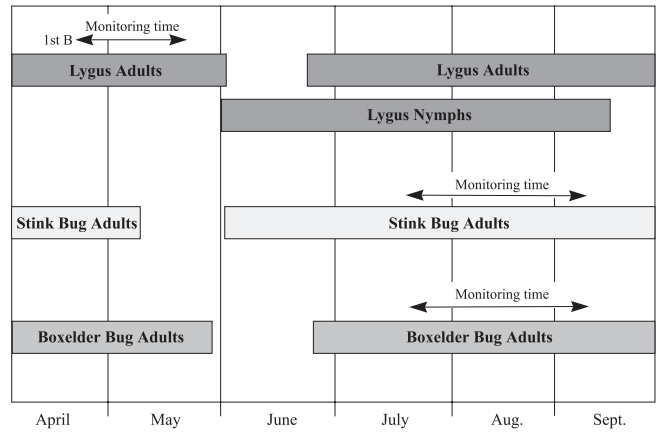 Monitoring time
1st B
Lygus Adults
Lygus Adults
Lygus Nymphs
Monitoring time
Stink Bug Adults
Stink Bug Adults
Monitoring time
Boxelder Bug Adults
Boxelder Bug Adults
April
May
June
July
Aug.
Sept.